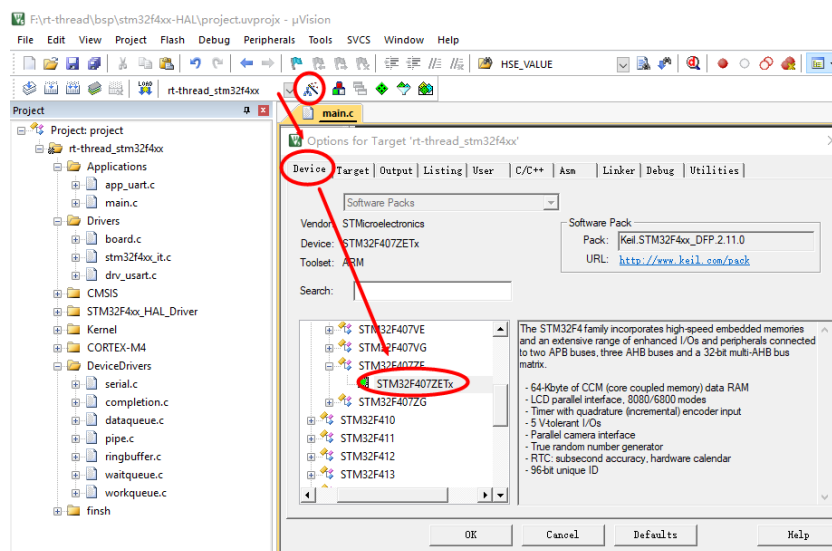 F:\rt-thread\bsp\stm32f4xx-HAL\project.uvprojx - µVision
File Edit View Project Flash Debug Peripherals Tools SVCS Window Help
HSE_VALUE
LOAD rt-thread_stm32f4xx
Project
main.c
Project: project
rt-thread_stm32f4xx
Applications
app_uart.c
main.c
Drivers
board.c
stm32f4xx_it.c
drv_usart.c
CMSIS
STM32F4xx_HAL_Driver
Kernel
CORTEX-M4
DeviceDrivers
serial.c
completion.c
dataqueue.c
pipe.c
ringbuffer.c
waitqueue.c
workqueue.c
finsh
Options for Target 'rt-thread_stm32f4xx'
Device Target Output Listing User C/C++ Asm Linker Debug Utilities
Software Packs
Vendor: STMicroelectronics
Device: STM32F407ZETx
Toolset: ARM
Search:
Software Pack
Pack: Keil.STM32F4xx_DFP.2.11.0
URL: http://www.keil.com/pack
STM32F407VE
STM32F407VG
STM32F407ZE
STM32F407ZETx
STM32F407ZG
STM32F410
STM32F411
STM32F412
STM32F413
The STM32F4 family incorporates high-speed embedded memories
and an extensive range of enhanced I/Os and peripherals connected
to two APB buses, three AHB buses and a 32-bit multi-AHB bus
matrix.
- 64-Kbyte of CCM (core coupled memory) data RAM
- LCD parallel interface, 8080/6800 modes
- Timer with quadrature (incremental) encoder input
- 5 V-tolerant I/Os
- Parallel camera interface
- True random number generator
- RTC: subsecond accuracy, hardware calendar
- 96-bit unique ID
OK Cancel Defaults Help